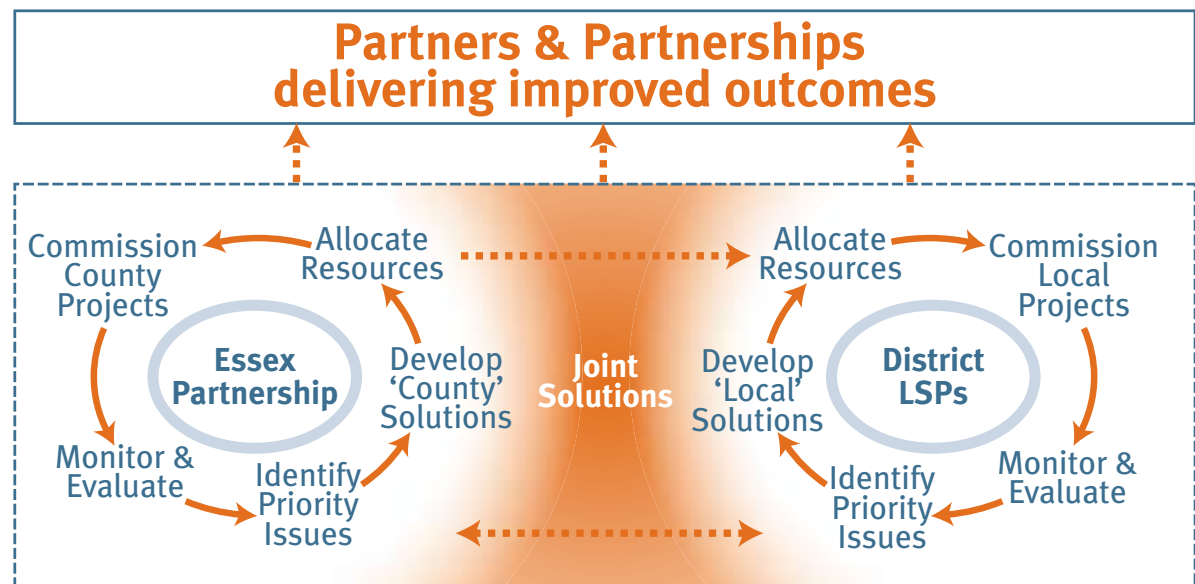 Partners & Partnerships
delivering improved outcomes
Commission
County
Projects
Allocate
Resources
Essex
Partnership
Develop
‘County’
Solutions
Monitor &
Evaluate
Identify
Priority
Issues
Joint
Solutions
Allocate
Resources
Commission
Local
Projects
Develop
‘Local’
Solutions
District
LSPs
Identify
Priority
Issues
Monitor &
Evaluate